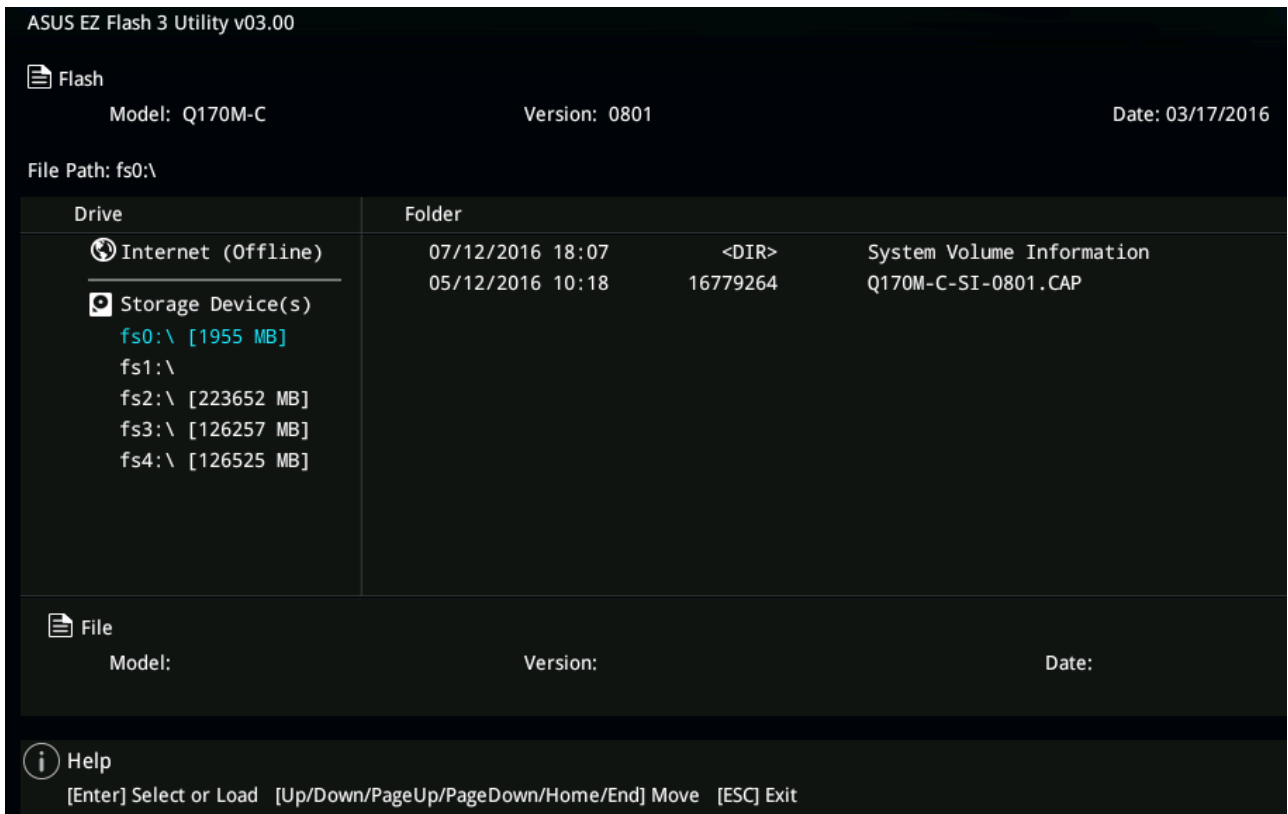 ASUS EZ Flash 3 Utility v03.00
Flash
Model: Q170M-C Version: 0801 Date: 03/17/2016
File Path: fs0:\
Drive Folder
Internet (Offline) 07/12/2016 18:07 <DIR> System Volume Information
05/12/2016 10:18 16779264 Q170M-C-SI-0801.CAP
Storage Device(s)
fs0:\ [1955 MB]
fs1:\
fs2:\ [223652 MB]
fs3:\ [126257 MB]
fs4:\ [126525 MB]
File
Model: Version: Date:
Help
[Enter] Select or Load [Up/Down/PageUp/PageDown/Home/End] Move [ESC] Exit